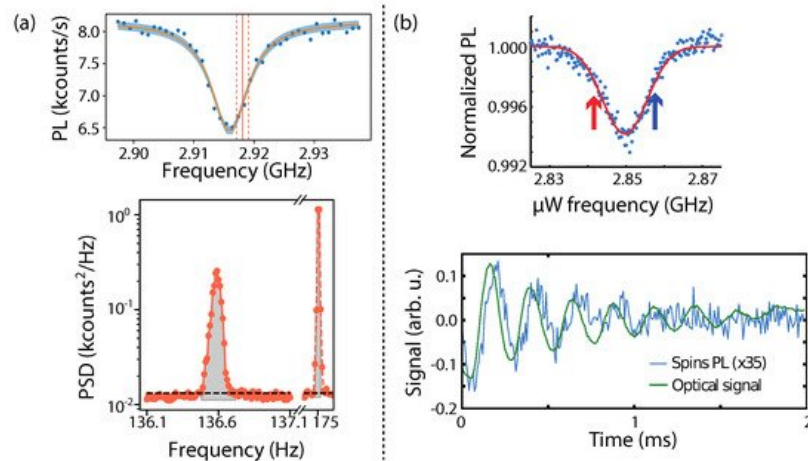 (a)
PL (kcounts/s)
8.0
7.5
7.0
6.5
2.90 2.91 2.92 2.93
Frequency (GHz)
PSD (kcounts²/Hz)
10⁰
10⁻¹
10⁻²
136.1 136.6 137.1 175
Frequency (Hz)
(b)
Normalized PL
1.000
0.996
0.992
2.83 2.85 2.87
µW frequency (GHz)
Signal (arb. u.)
0.1
0.0
-0.1
-0.2
Spins PL (x35)
Optical signal
0 1 2
Time (ms)